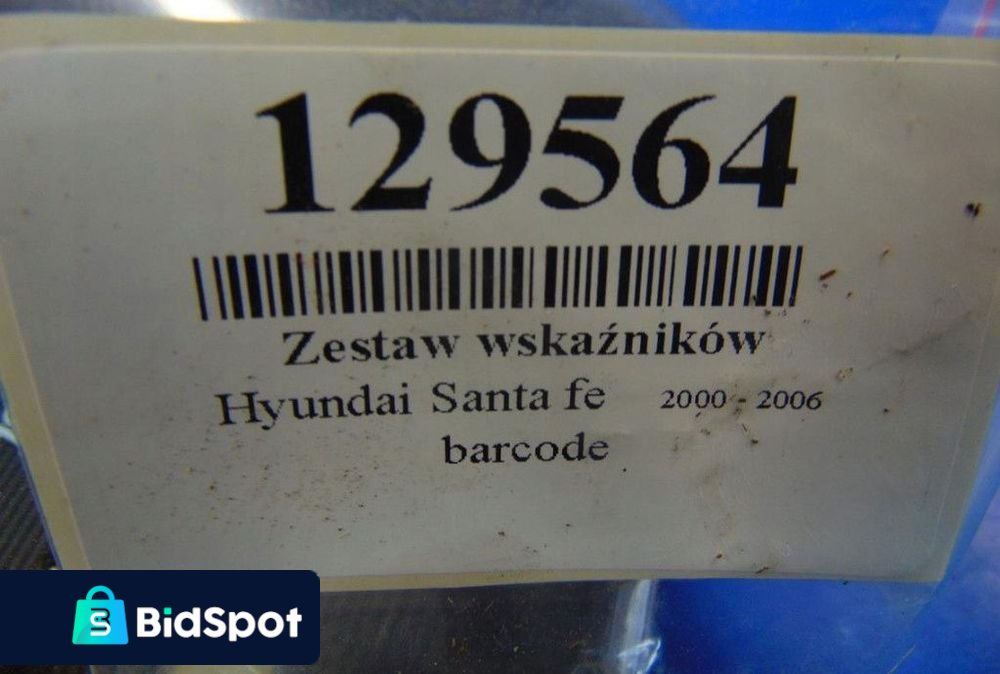 129564
Zestaw wskaźników
Hyundai Santa fe 2000 - 2006
barcode
BidSpot